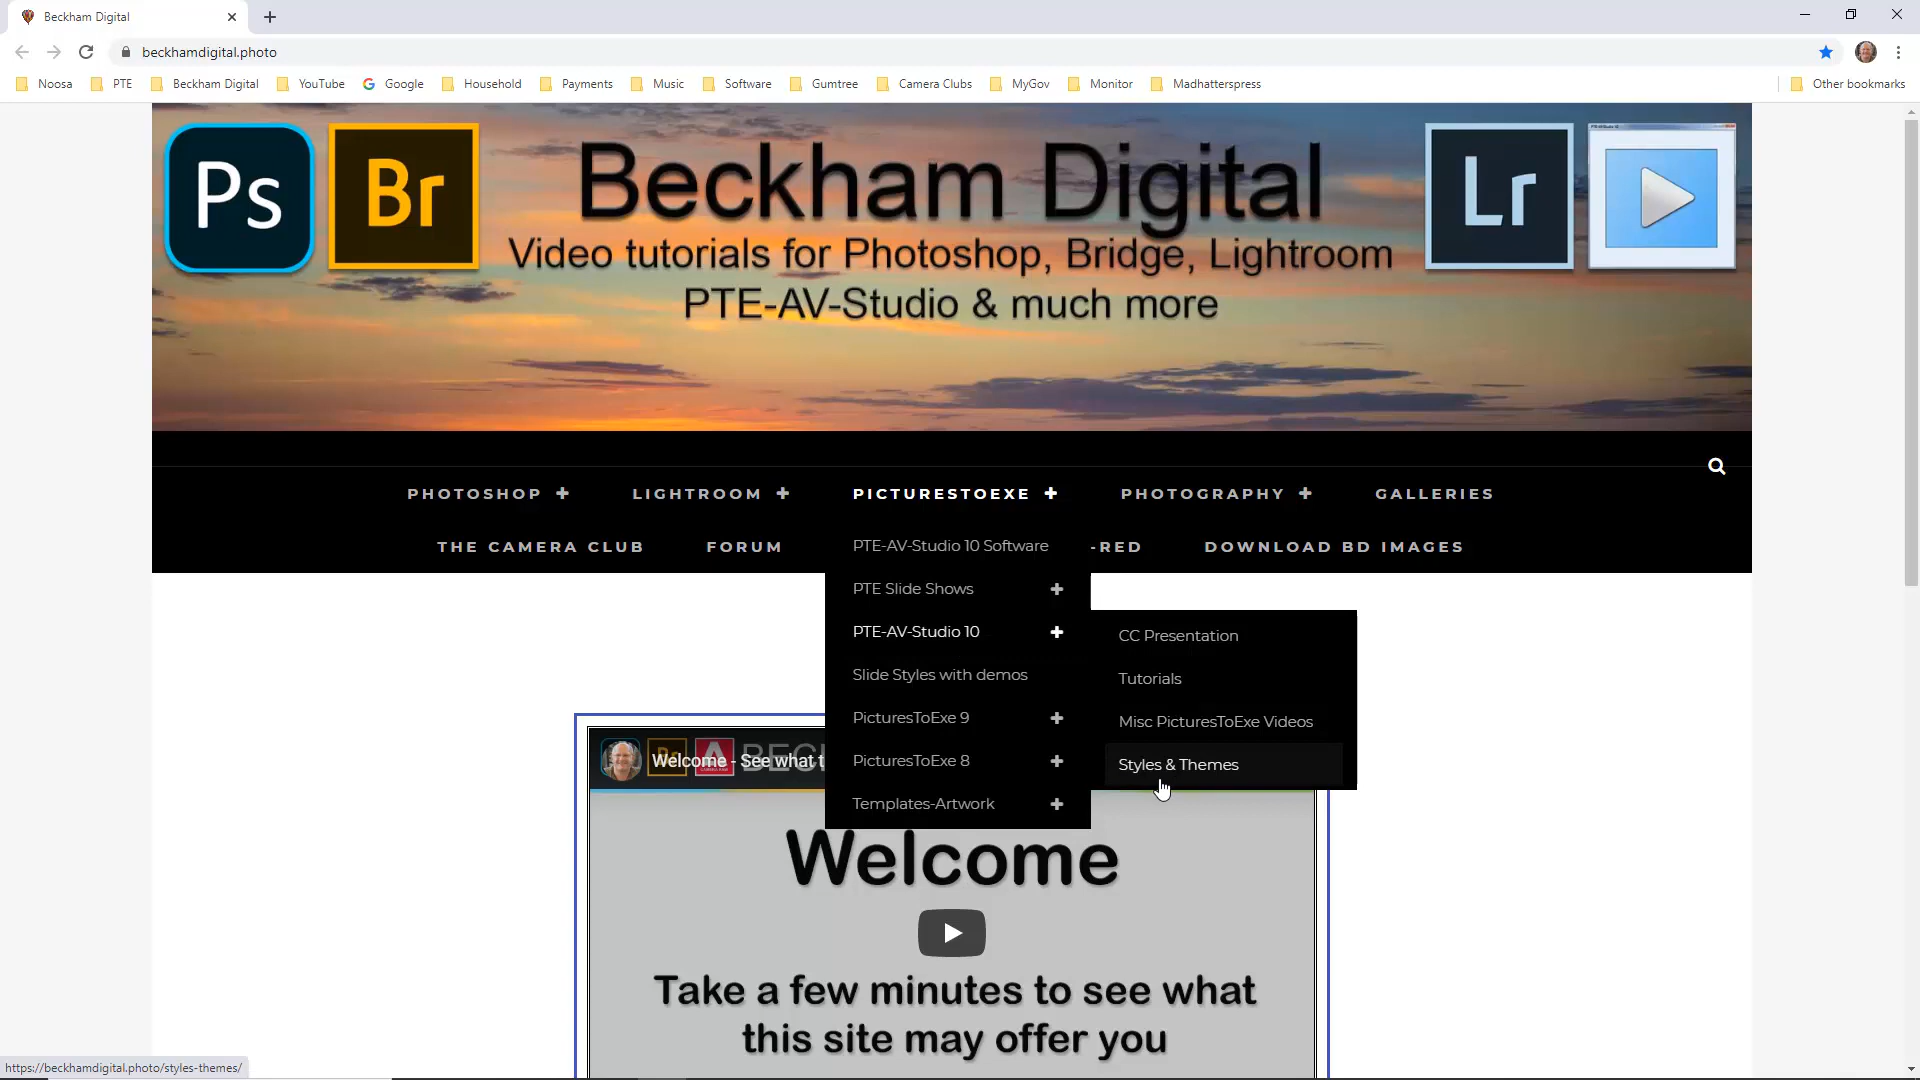 Beckham Digital
beckhamdigital.photo
Noosa PTE Beckham Digital YouTube Google Household Payments Music Software Gumtree Camera Clubs MyGov Monitor Madhatterspress Other bookmarks
Ps Br Beckham Digital Lr
Video tutorials for Photoshop, Bridge, Lightroom
PTE-AV-Studio & much more
PHOTOSHOP + LIGHTROOM + PICTURESTOEXE + PHOTOGRAPHY + GALLERIES
THE CAMERA CLUB FORUM -RED DOWNLOAD BD IMAGES
PTE-AV-Studio 10 Software
PTE Slide Shows +
PTE-AV-Studio 10 +
Slide Styles with demos
PicturesToExe 9 +
PicturesToExe 8 +
Templates-Artwork +
CC Presentation
Tutorials
Misc PicturesToExe Videos
Styles & Themes
Welcome - See what t
Welcome
Take a few minutes to see what
this site may offer you
https://beckhamdigital.photo/styles-themes/